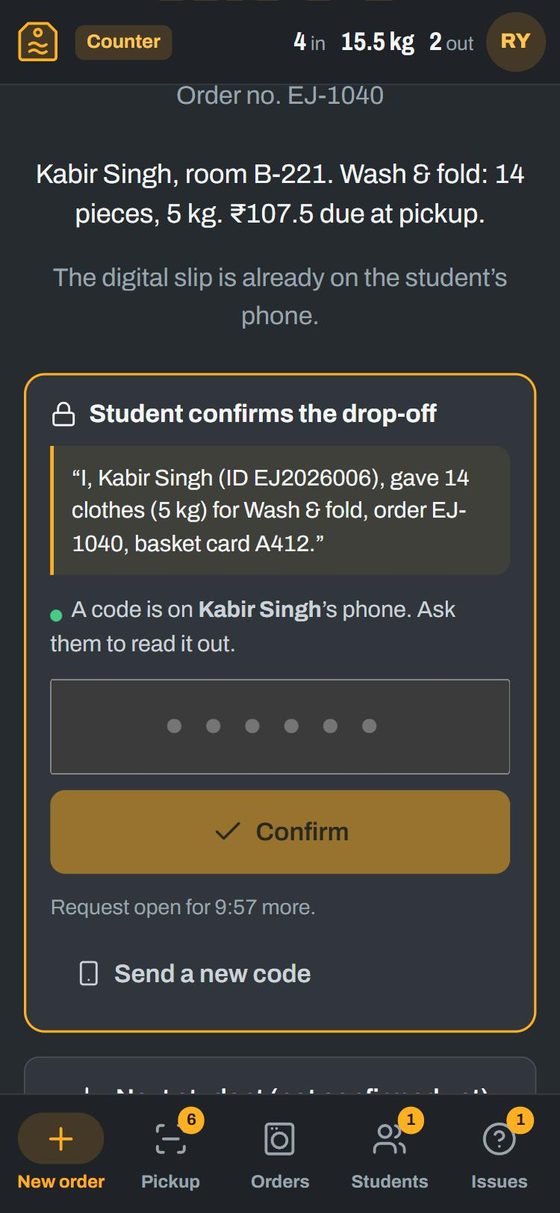 Counter
4 in 15.5 kg 2 out
RY
Order no. EJ-1040
Kabir Singh, room B-221. Wash & fold: 14
pieces, 5 kg. ₹107.5 due at pickup.
The digital slip is already on the student’s
phone.
Student confirms the drop-off
“I, Kabir Singh (ID EJ2026006), gave 14
clothes (5 kg) for Wash & fold, order EJ-
1040, basket card A412.”
A code is on Kabir Singh’s phone. Ask
them to read it out.
Confirm
Request open for 9:57 more.
Send a new code
6
1
1
New order
Pickup
Orders
Students
Issues